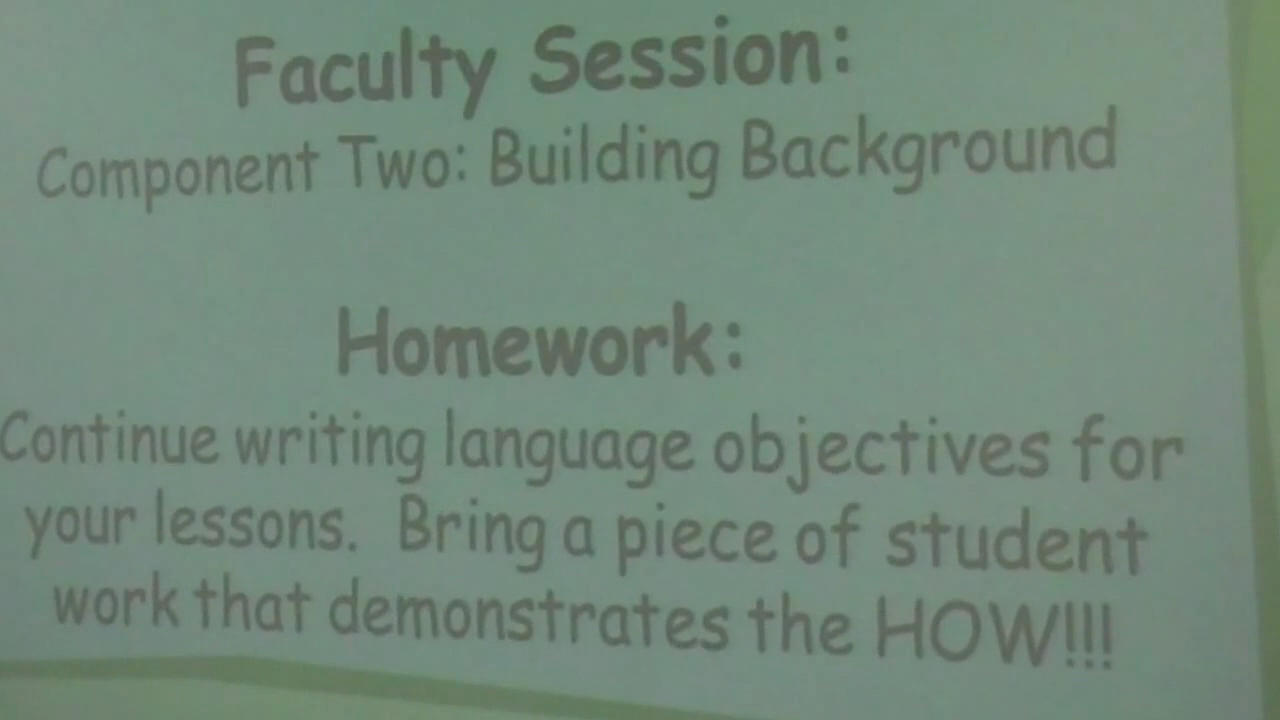 Faculty Session:
Component Two: Building Background
Homework:
Continue writing language objectives for
your lessons. Bring a piece of student
work that demonstrates the HOW!!!